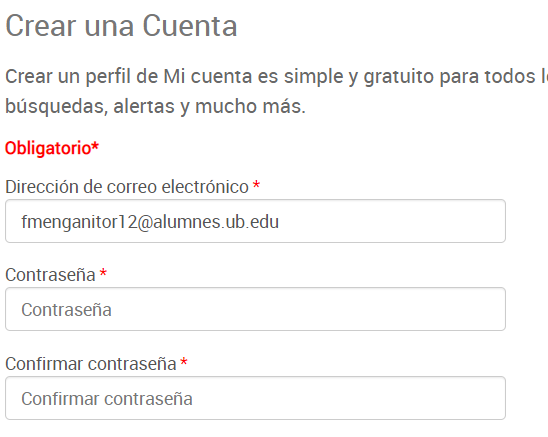 Crear una Cuenta
Crear un perfil de Mi cuenta es simple y gratuito para todos
búsquedas, alertas y mucho más.
Obligatorio*
Dirección de correo electrónico *
fmenganitor12@alumnes.ub.edu
Contraseña *
Contraseña
Confirmar contraseña *
Confirmar contraseña